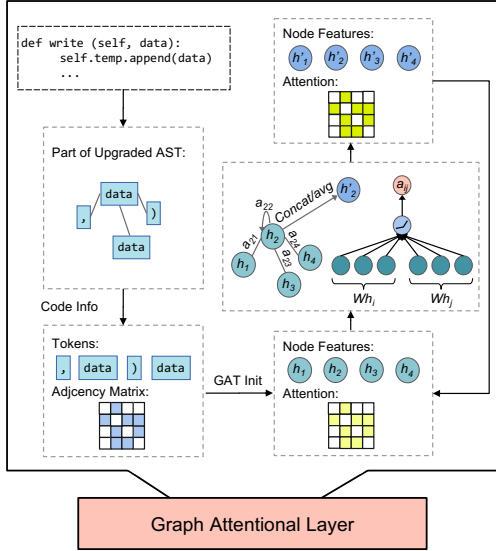 def write (self, data):
self.temp.append(data)
...
Part of Upgraded AST:
data
,
)
data
Code Info
Tokens:
, data ) data
Adjcency Matrix:
GAT Init
Node Features:
h'1 h'2 h'3 h'4
Attention:
a22
Concat/avg
h'2
aij
a21
h2
a24
a23
h1
h4
h3
Whi
Whj
Node Features:
h1 h2 h3 h4
Attention:
Graph Attentional Layer